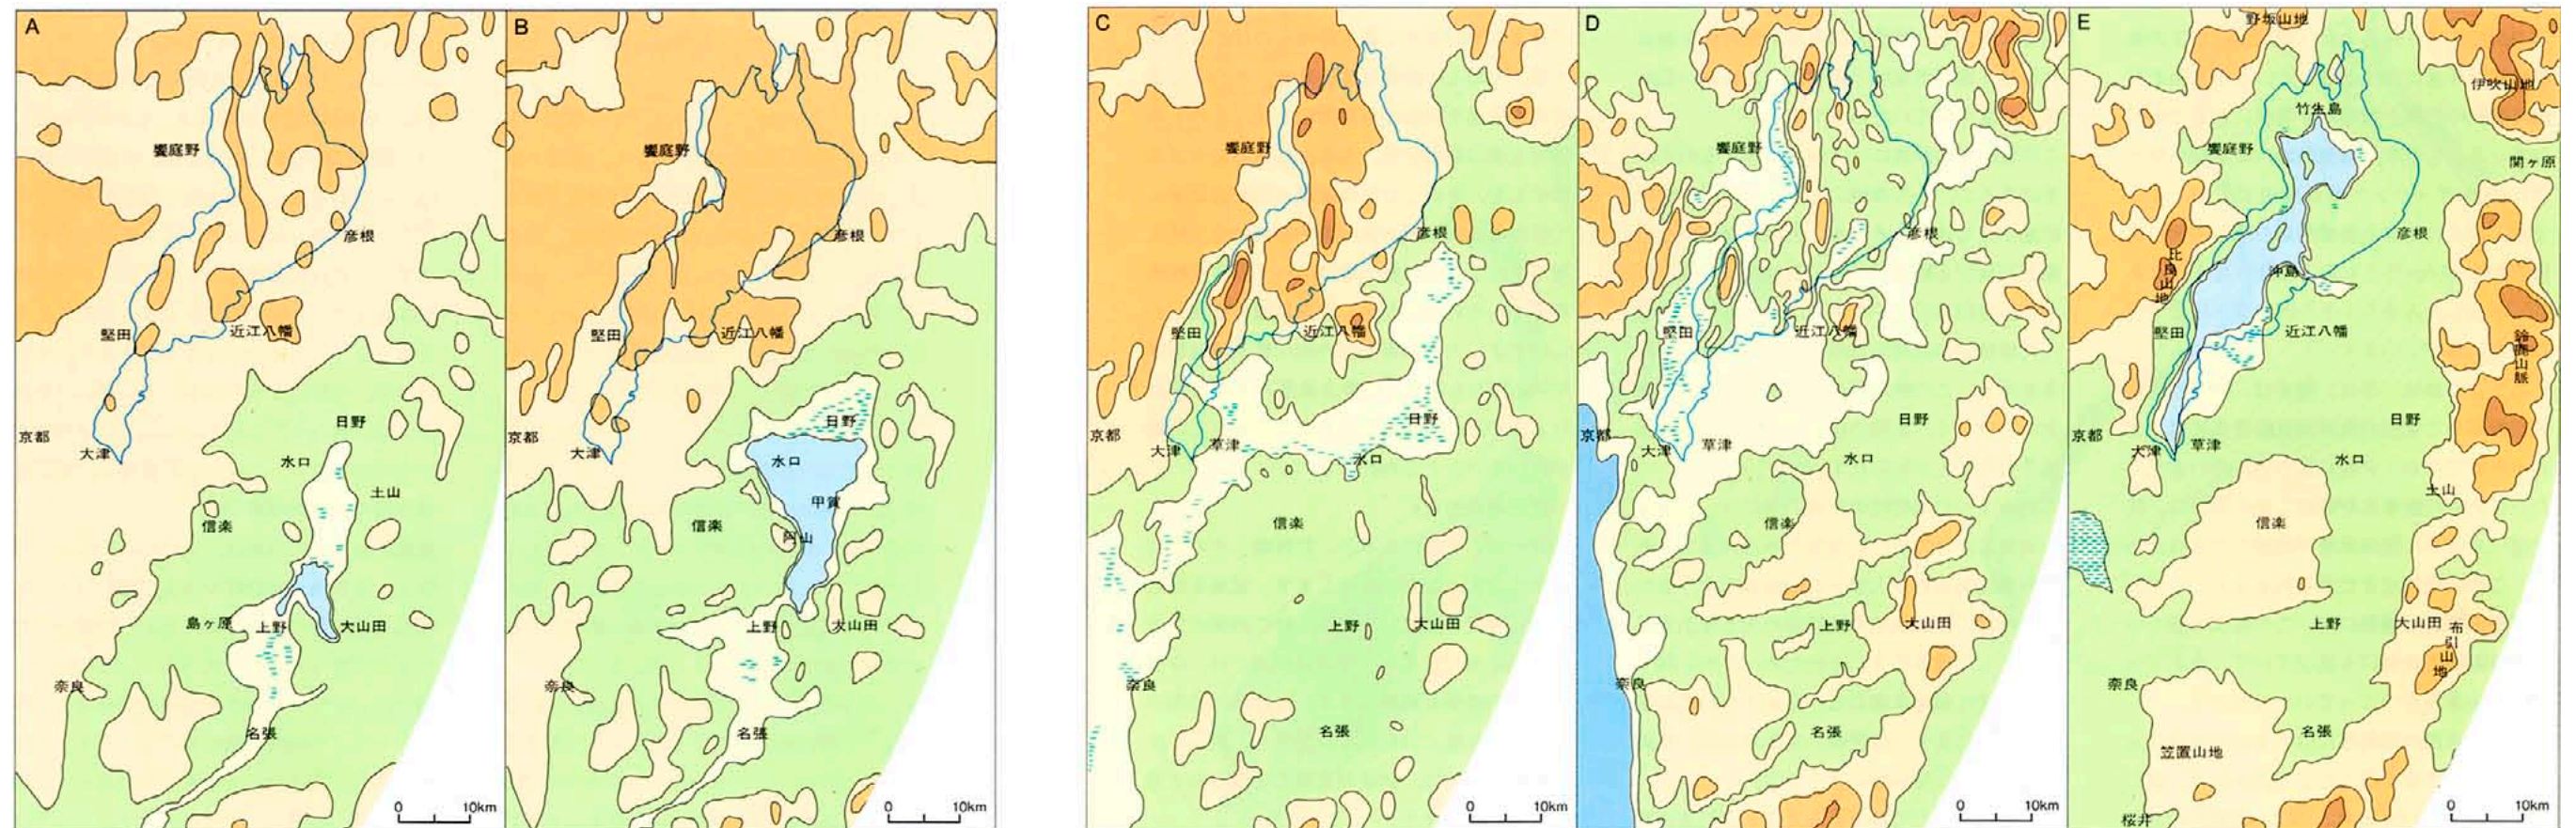 A
饗庭野
彦根
堅田
近江八幡
日野
京都
大津
水口
土山
信楽
島ヶ原
上野
大山田
奈良
名張
0 10km
B
饗庭野
彦根
堅田
近江八幡
日野
京都
大津
水口
甲賀
信楽
阿山
上野
大山田
奈良
名張
0 10km
C
饗庭野
彦根
堅田
近江八幡
日野
京都
草津
大津
水口
信楽
上野
大山田
奈良
名張
0 10km
D
饗庭野
彦根
堅田
近江八幡
日野
京都
草津
大津
水口
信楽
上野
大山田
奈良
名張
0 10km
E
野坂山地
伊吹山地
竹生島
饗庭野
関ヶ原
彦根
比良山地
沖島
堅田
近江八幡
鈴鹿山脈
日野
京都
草津
大津
水口
土山
信楽
上野
大山田
布引山地
奈良
名張
笠置山地
桜井
0 10km